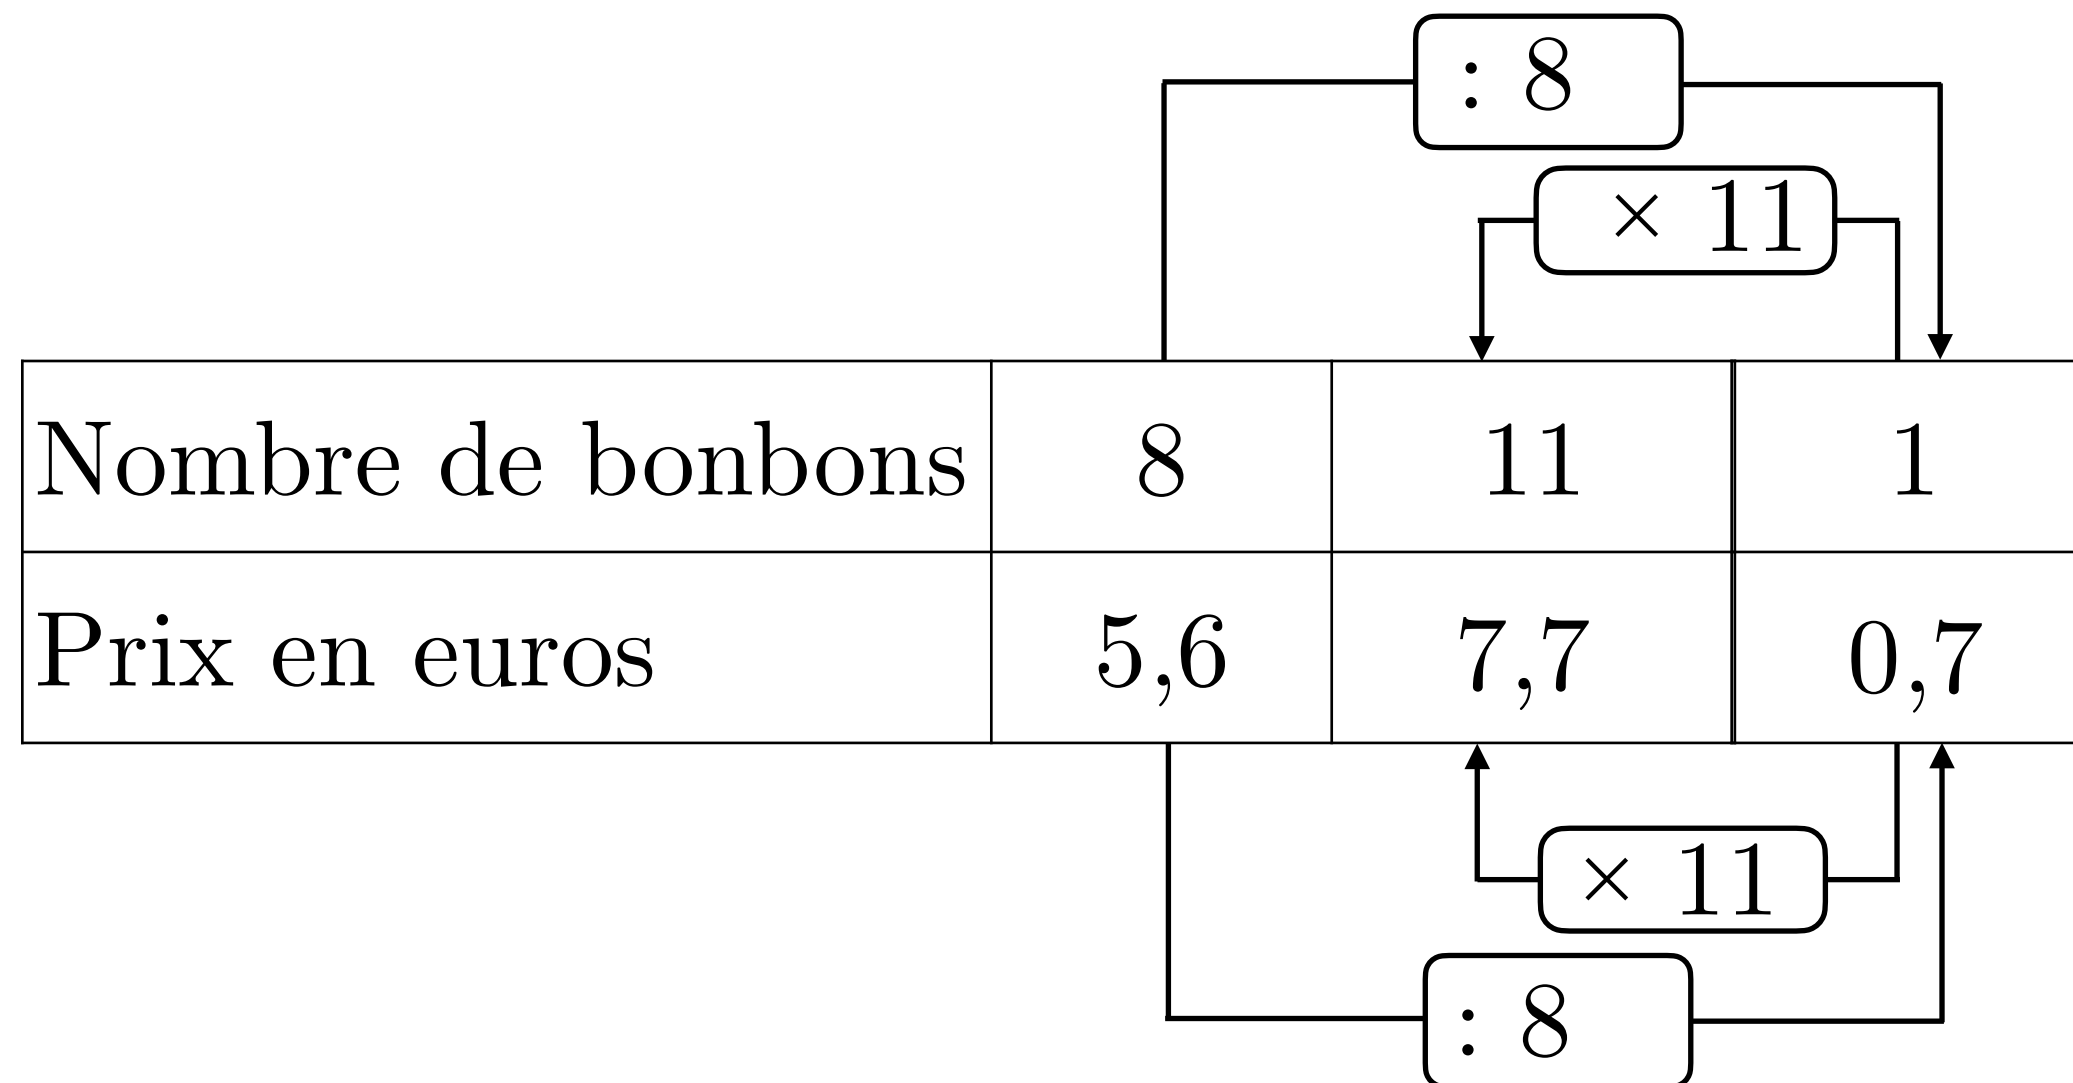 : 8
× 11
Nombre de bonbons 8 11 1
Prix en euros 5,6 7,7 0,7
× 11
: 8